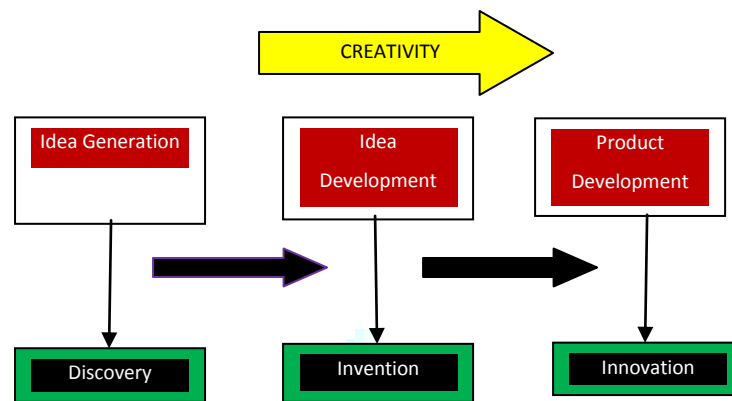 CREATIVITY
Idea Generation
Idea
Development
Product
Development
Discovery
Invention
Innovation